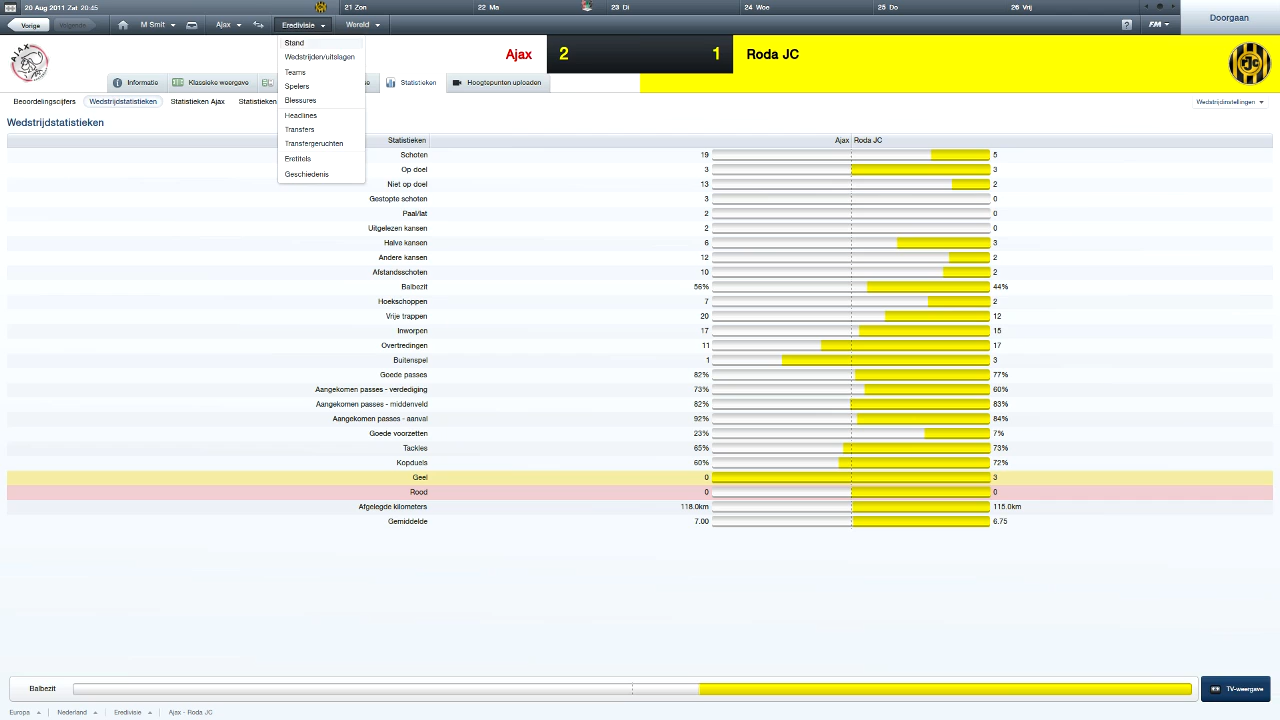 20 Aug 2011 Zat 20:45 21 Zon 22 Ma 23 Di 24 Woe 25 Do 26 Vrij
Vorige Volgende M Smit Ajax Eredivisie Wereld ? FM Doorgaan
Ajax 2 1 Roda JC
Stand
Wedstrijden/uitslagen
Teams
Spelers
Blessures
Headlines
Transfers
Transfergeruchten
Eretitels
Geschiedenis
Informatie Klassieke weergave Statistieken Hoogtepunten uploaden
Beoordelingscijfers Wedstrijdstatistieken Statistieken Ajax Statistieken Wedstrijdinstellingen
Wedstrijdstatistieken
Statistieken Ajax Roda JC
Schoten 19 5
Op doel 3 3
Niet op doel 13 2
Gestopte schoten 3 0
Paal/lat 2 0
Uitgelezen kansen 2 0
Halve kansen 6 3
Andere kansen 12 2
Afstandsschoten 10 2
Balbezit 56% 44%
Hoekschoppen 7 2
Vrije trappen 20 12
Inworpen 17 15
Overtredingen 11 17
Buitenspel 1 3
Goede passes 82% 77%
Aangekomen passes - verdediging 73% 60%
Aangekomen passes - middenveld 82% 83%
Aangekomen passes - aanval 92% 84%
Goede voorzetten 23% 7%
Tackles 65% 73%
Kopduels 60% 72%
Geel 0 3
Rood 0 0
Afgelegde kilometers 118.0km 115.0km
Gemiddelde 7.00 6.75
Balbezit TV-weergave
Europa Nederland Eredivisie Ajax - Roda JC